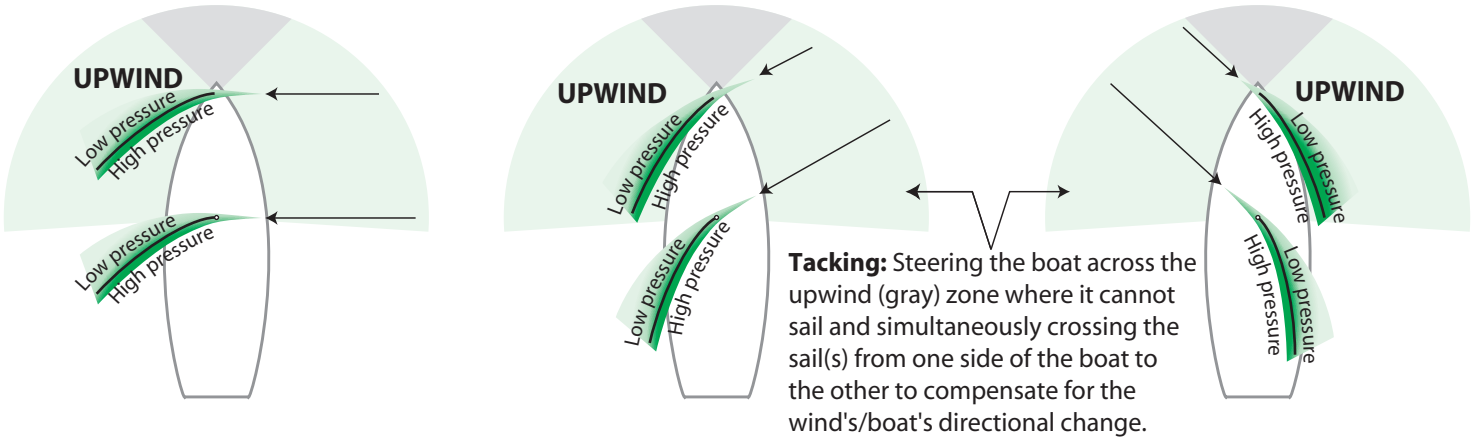 UPWIND
Low pressure
High pressure
Low pressure
High pressure
UPWIND
Low pressure
High pressure
Low pressure
High pressure
UPWIND
Low pressure
High pressure
Low pressure
High pressure
Tacking: Steering the boat across the
upwind (gray) zone where it cannot
sail and simultaneously crossing the
sail(s) from one side of the boat to
the other to compensate for the
wind's/boat's directional change.